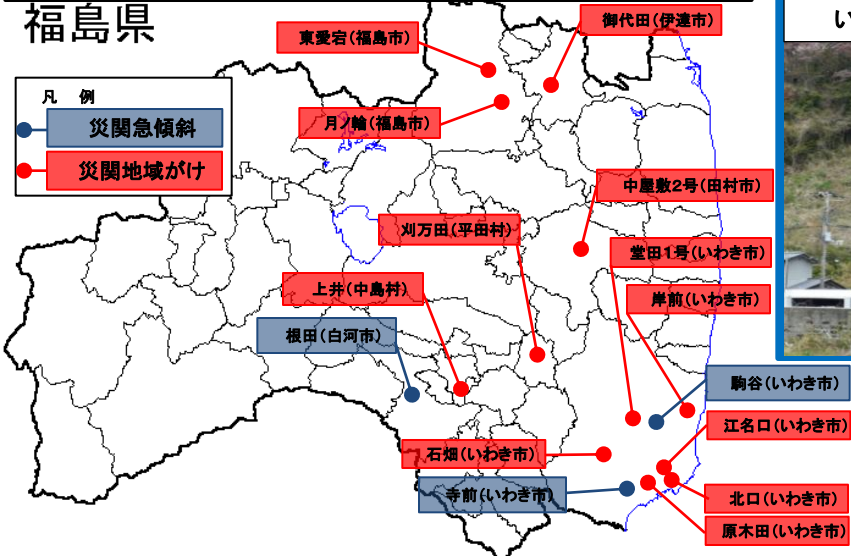 福島県
い
凡 例
災関急傾斜
災関地域がけ
東愛宕(福島市)
御代田(伊達市)
月ノ輪(福島市)
中屋敷2号(田村市)
刈万田(平田村)
堂田1号(いわき市)
上井(中島村)
岸前(いわき市)
根田(白河市)
駒谷(いわき市)
江名口(いわき市)
石畑(いわき市)
寺前(いわき市)
北口(いわき市)
原木田(いわき市)